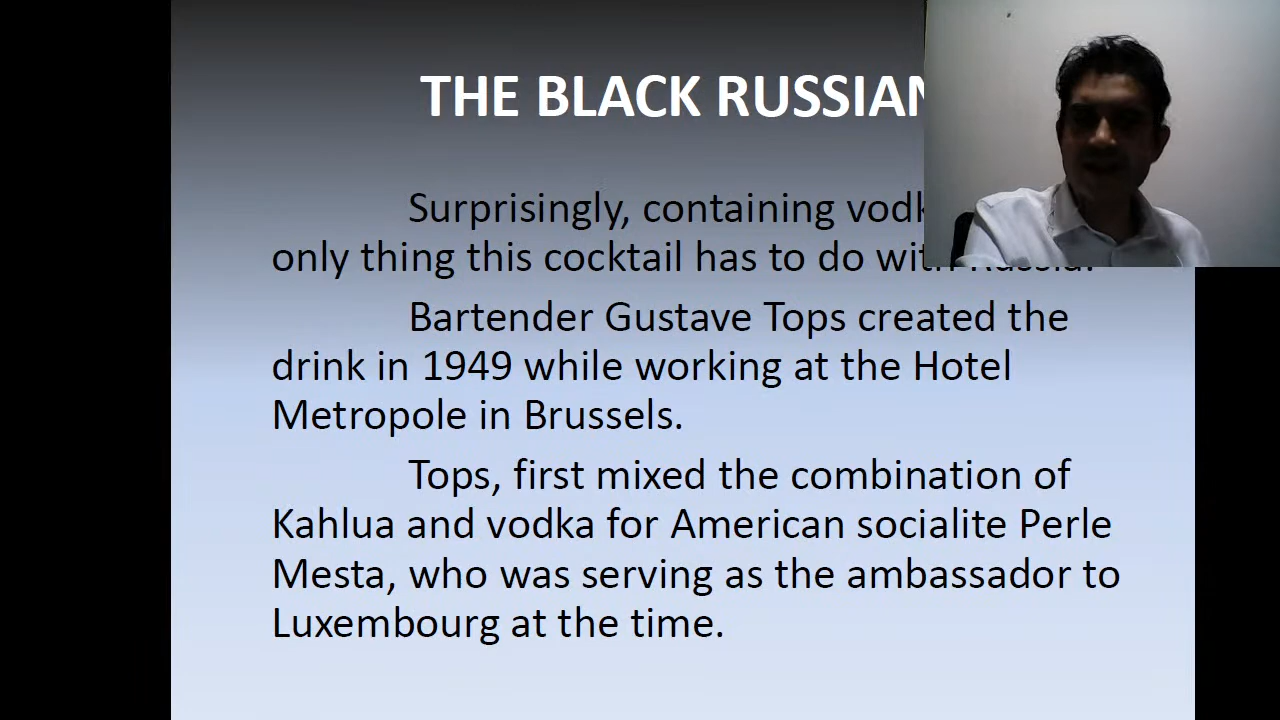 THE BLACK RUSSIAN
Surprisingly, containing
only thing this cocktail has to do with Russia.
Bartender Gustave Tops created the
drink in 1949 while working at the Hotel
Metropole in Brussels.
Tops, first mixed the combination of
Kahlua and vodka for American socialite Perle
Mesta, who was serving as the ambassador to
Luxembourg at the time.